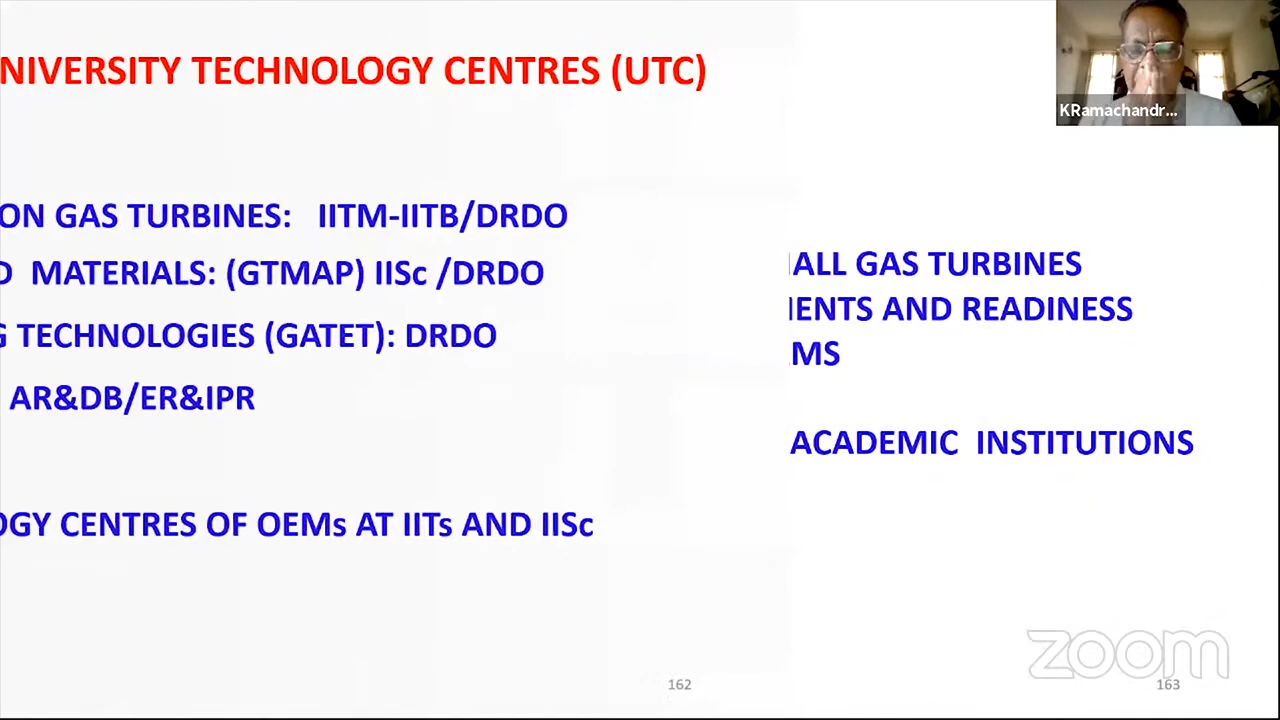 NIVERSITY TECHNOLOGY CENTRES (UTC)
ON GAS TURBINES: IITM-IITB/DRDO
D MATERIALS: (GTMAP) IISc /DRDO
G TECHNOLOGIES (GATET): DRDO
AR&DB/ER&IPR
OGY CENTRES OF OEMs AT IITs AND IISc
162
ALL GAS TURBINES
ENTS AND READINESS
MS
ACADEMIC INSTITUTIONS
163
KRamachandr...
zoom